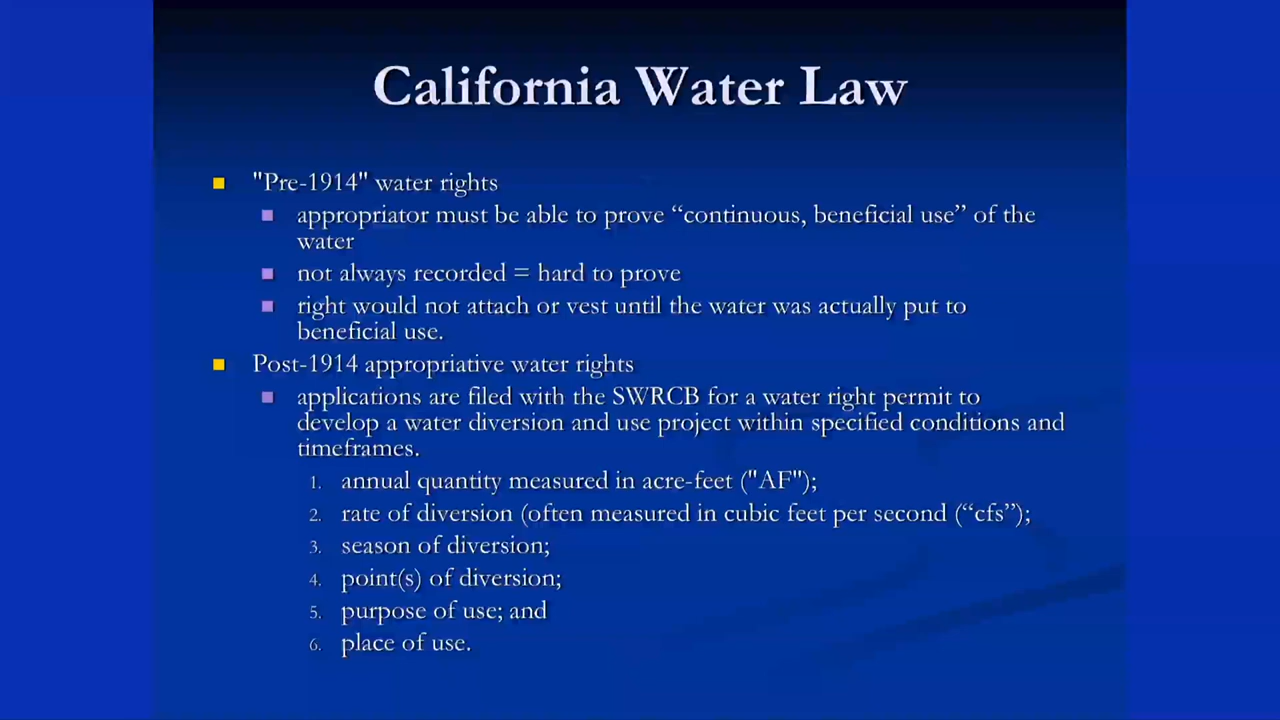 California Water Law
"Pre-1914" water rights
appropriator must be able to prove “continuous, beneficial use” of the
water
not always recorded = hard to prove
right would not attach or vest until the water was actually put to
beneficial use.
Post-1914 appropriative water rights
applications are filed with the SWRCB for a water right permit to
develop a water diversion and use project within specified conditions and
timeframes.
1. annual quantity measured in acre-feet ("AF");
2. rate of diversion (often measured in cubic feet per second (“cfs”);
3. season of diversion;
4. point(s) of diversion;
5. purpose of use; and
6. place of use.